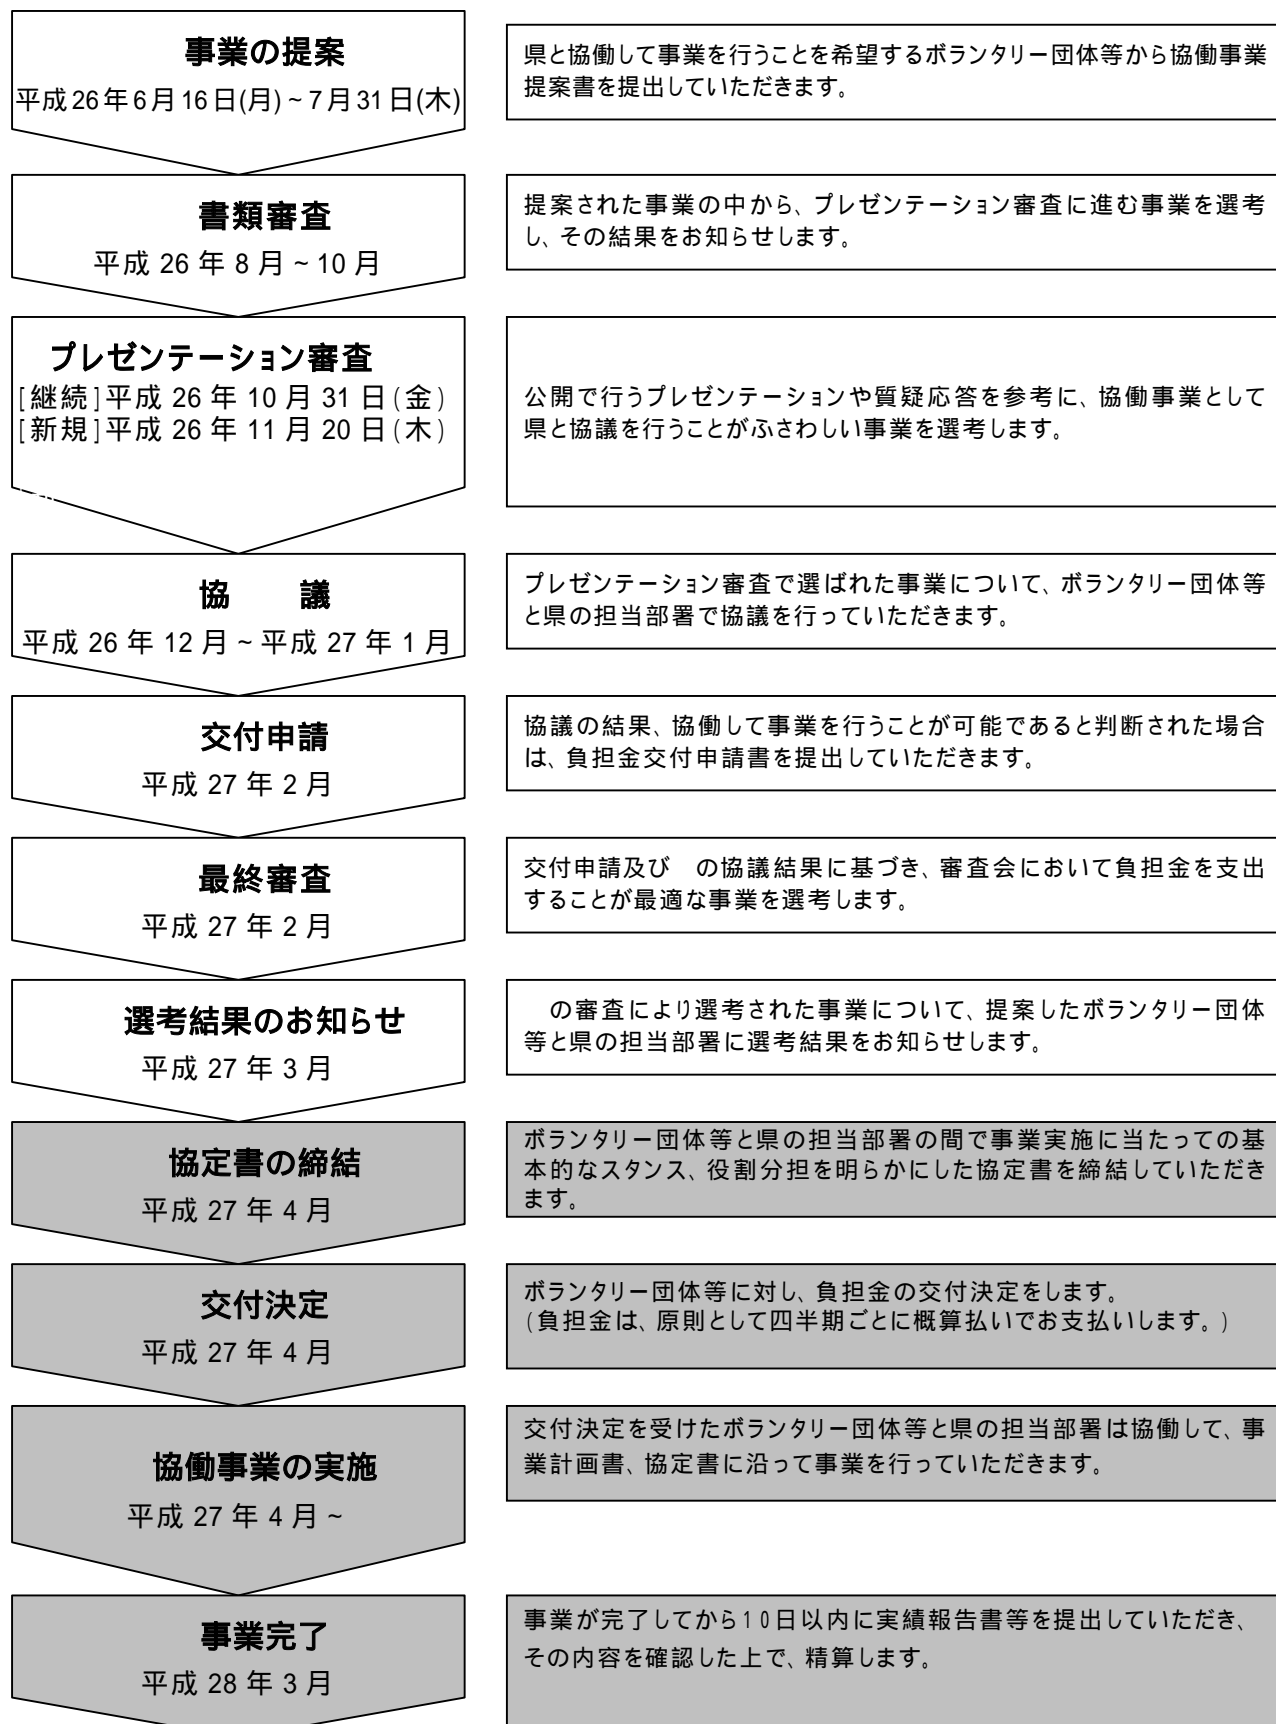 事業の提案
平成26年6月16日(月)~7月31日(木)
県と協働して事業を行うことを希望するボランタリー団体等から協働事業
提案書を提出していただきます。
書類審査
平成 26 年 8 月 ~ 10 月
提案された事業の中から、プレゼンテーション審査に進む事業を選考
し、その結果をお知らせします。
プレゼンテーション審査
[継続]平成 26 年 10 月 31 日(金)
[新規]平成 26 年 11 月 20 日(木)
公開で行うプレゼンテーションや質疑応答を参考に、協働事業として
県と協議を行うことがふさわしい事業を選考します。
協　議
平成 26 年 12 月 ~ 平成 27 年 1 月
プレゼンテーション審査で選ばれた事業について、ボランタリー団体等
と県の担当部署で協議を行っていただきます。
交付申請
平成 27 年 2 月
協議の結果、協働して事業を行うことが可能であると判断された場合
は、負担金交付申請書を提出していただきます。
最終審査
平成 27 年 2 月
交付申請及び　の協議結果に基づき、審査会において負担金を支出
することが最適な事業を選考します。
選考結果のお知らせ
平成 27 年 3 月
の審査により選考された事業について、提案したボランタリー団体
等と県の担当部署に選考結果をお知らせします。
協定書の締結
平成 27 年 4 月
ボランタリー団体等と県の担当部署の間で事業実施に当たっての基
本的なスタンス、役割分担を明らかにした協定書を締結していただき
ます。
交付決定
平成 27 年 4 月
ボランタリー団体等に対し、負担金の交付決定をします。
(負担金は、原則として四半期ごとに概算払いでお支払いします。)
協働事業の実施
平成 27 年 4 月 ~
交付決定を受けたボランタリー団体等と県の担当部署は協働して、事
業計画書、協定書に沿って事業を行っていただきます。
事業完了
平成 28 年 3 月
事業が完了してから10日以内に実績報告書等を提出していただき、
その内容を確認した上で、精算します。